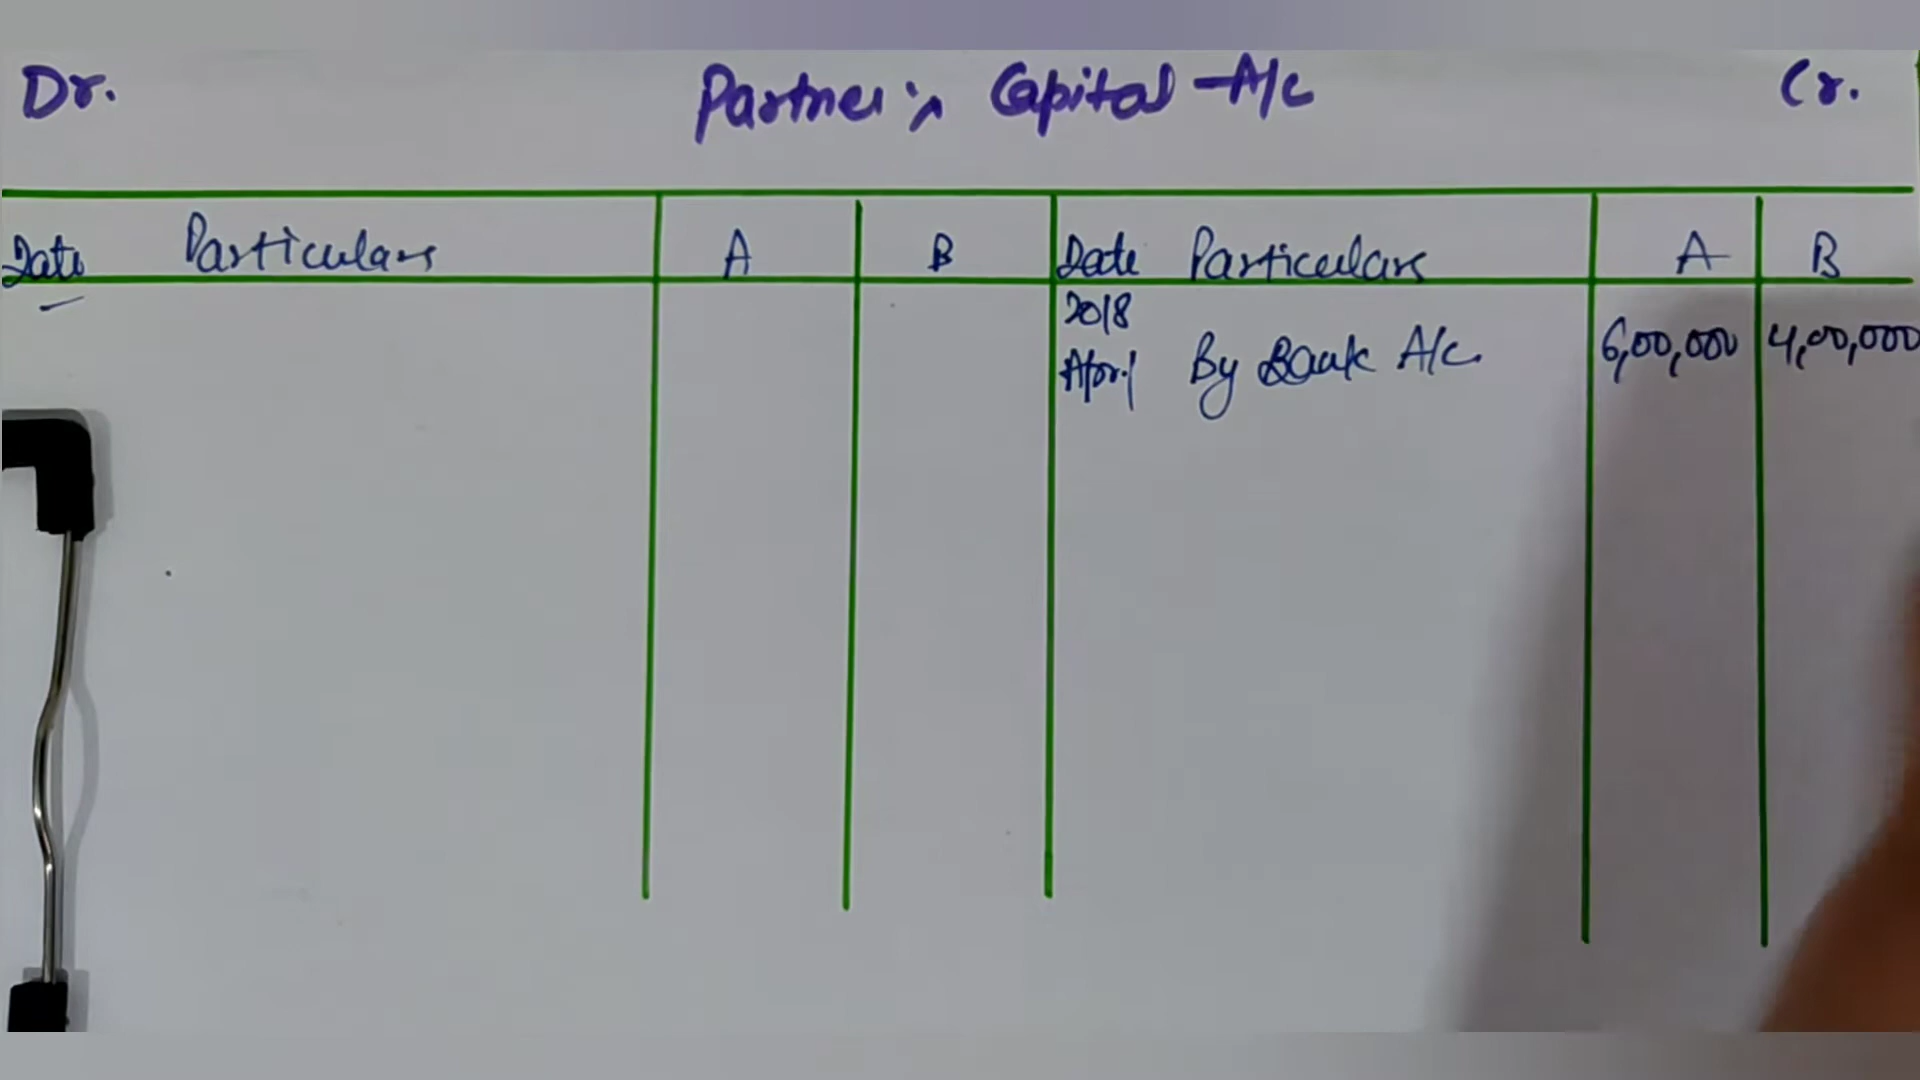 Dr. Partner's Capital A/c Cr.
Date Particulars A B Date Particulars A B
2018
April By Bank A/c 6,00,000 4,00,000